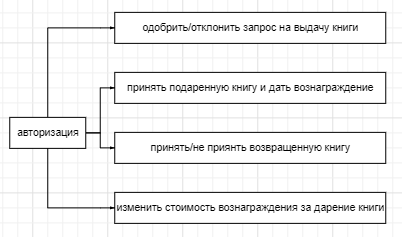 одобрить/отклонить запрос на выдачу книги
принять подаренную книгу и дать вознаграждение
авторизация
принять/не приянть возвращенную книгу
изменить стоимость вознаграждения за дарение книги